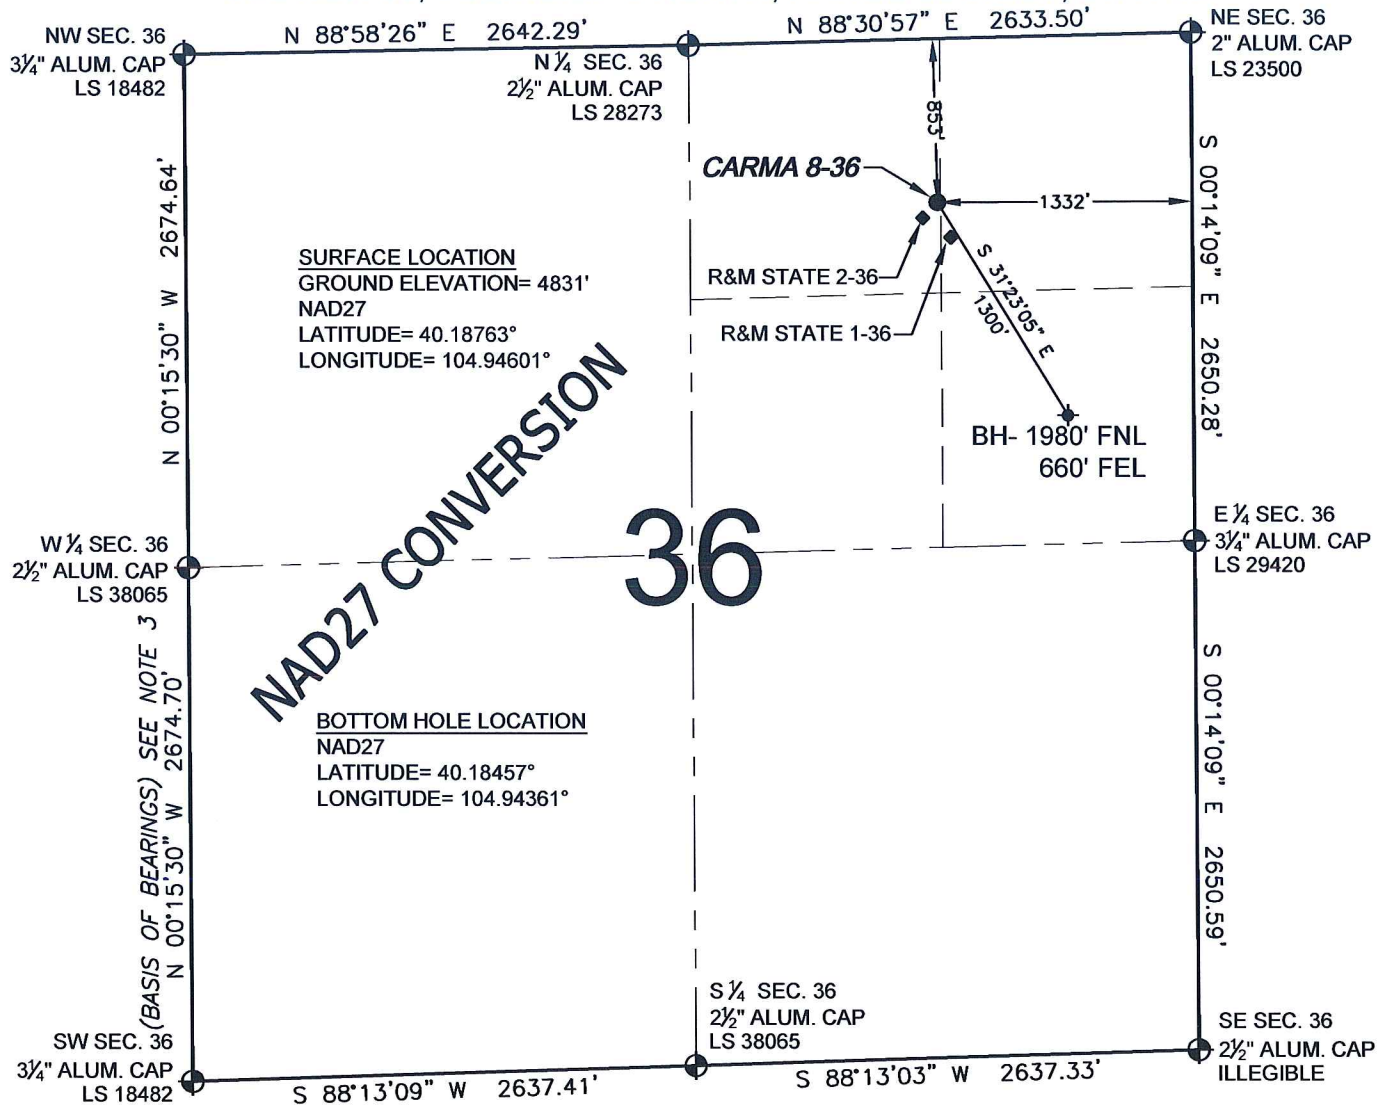 N 88°58'26" E 2642.29'
N 88°30'57" E 2633.50'
NW SEC. 36
3¼" ALUM. CAP
LS 18482
N ¼ SEC. 36
2½" ALUM. CAP
LS 28273
NE SEC. 36
2" ALUM. CAP
LS 23500
853'
CARMA 8-36
1332'
R&M STATE 2-36
R&M STATE 1-36
S 31°23'05" E
1300'
BH- 1980' FNL
660' FEL
S 00°14'09" E 2650.28'
N 00°15'30" W 2674.64'
SURFACE LOCATION
GROUND ELEVATION= 4831'
NAD27
LATITUDE= 40.18763°
LONGITUDE= 104.94601°
NAD27 CONVERSION
36
W ¼ SEC. 36
2½" ALUM. CAP
LS 38065
E ¼ SEC. 36
3¼" ALUM. CAP
LS 29420
BOTTOM HOLE LOCATION
NAD27
LATITUDE= 40.18457°
LONGITUDE= 104.94361°
(BASIS OF BEARINGS) SEE NOTE 3
N 00°15'30" W 2674.70'
S 00°14'09" E 2650.59'
S ¼ SEC. 36
2½" ALUM. CAP
LS 38065
SW SEC. 36
3¼" ALUM. CAP
LS 18482
SE SEC. 36
2½" ALUM. CAP
ILLEGIBLE
S 88°13'09" W 2637.41'
S 88°13'03" W 2637.33'